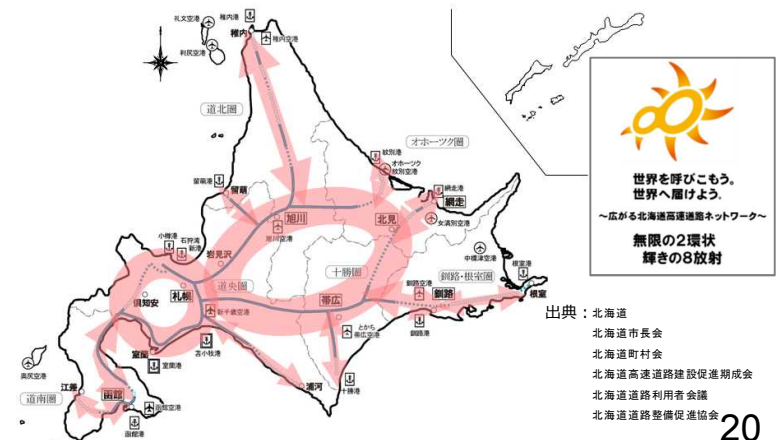 礼文空港
稚内港
稚内
稚内空港
利尻空港
道北圏
オホーツク圏
紋別港
オホーツク
紋別空港
留萌港
留萌
網走港
網走
旭川
旭川空港
北見
女満別空港
小樽港
石狩湾
新港
岩見沢
中標津空港
根室港
十勝圏
釧路・根室圏
倶知安
札幌
道央圏
釧路空港
釧路
帯広
根室
新千歳空港
とかち
帯広空港
釧路港
室蘭
室蘭港
苫小牧港
奥尻空港
江差
浦河
十勝港
道南圏
函館
函館空港
函館港
世界を呼びこもう。
世界へ届けよう。
～広がる北海道高速道路ネットワーク～
無限の2環状
輝きの8放射
出典：北海道
北海道市長会
北海道町村会
北海道高速道路建設促進期成会
北海道道路利用者会議
北海道道路整備促進協会
20